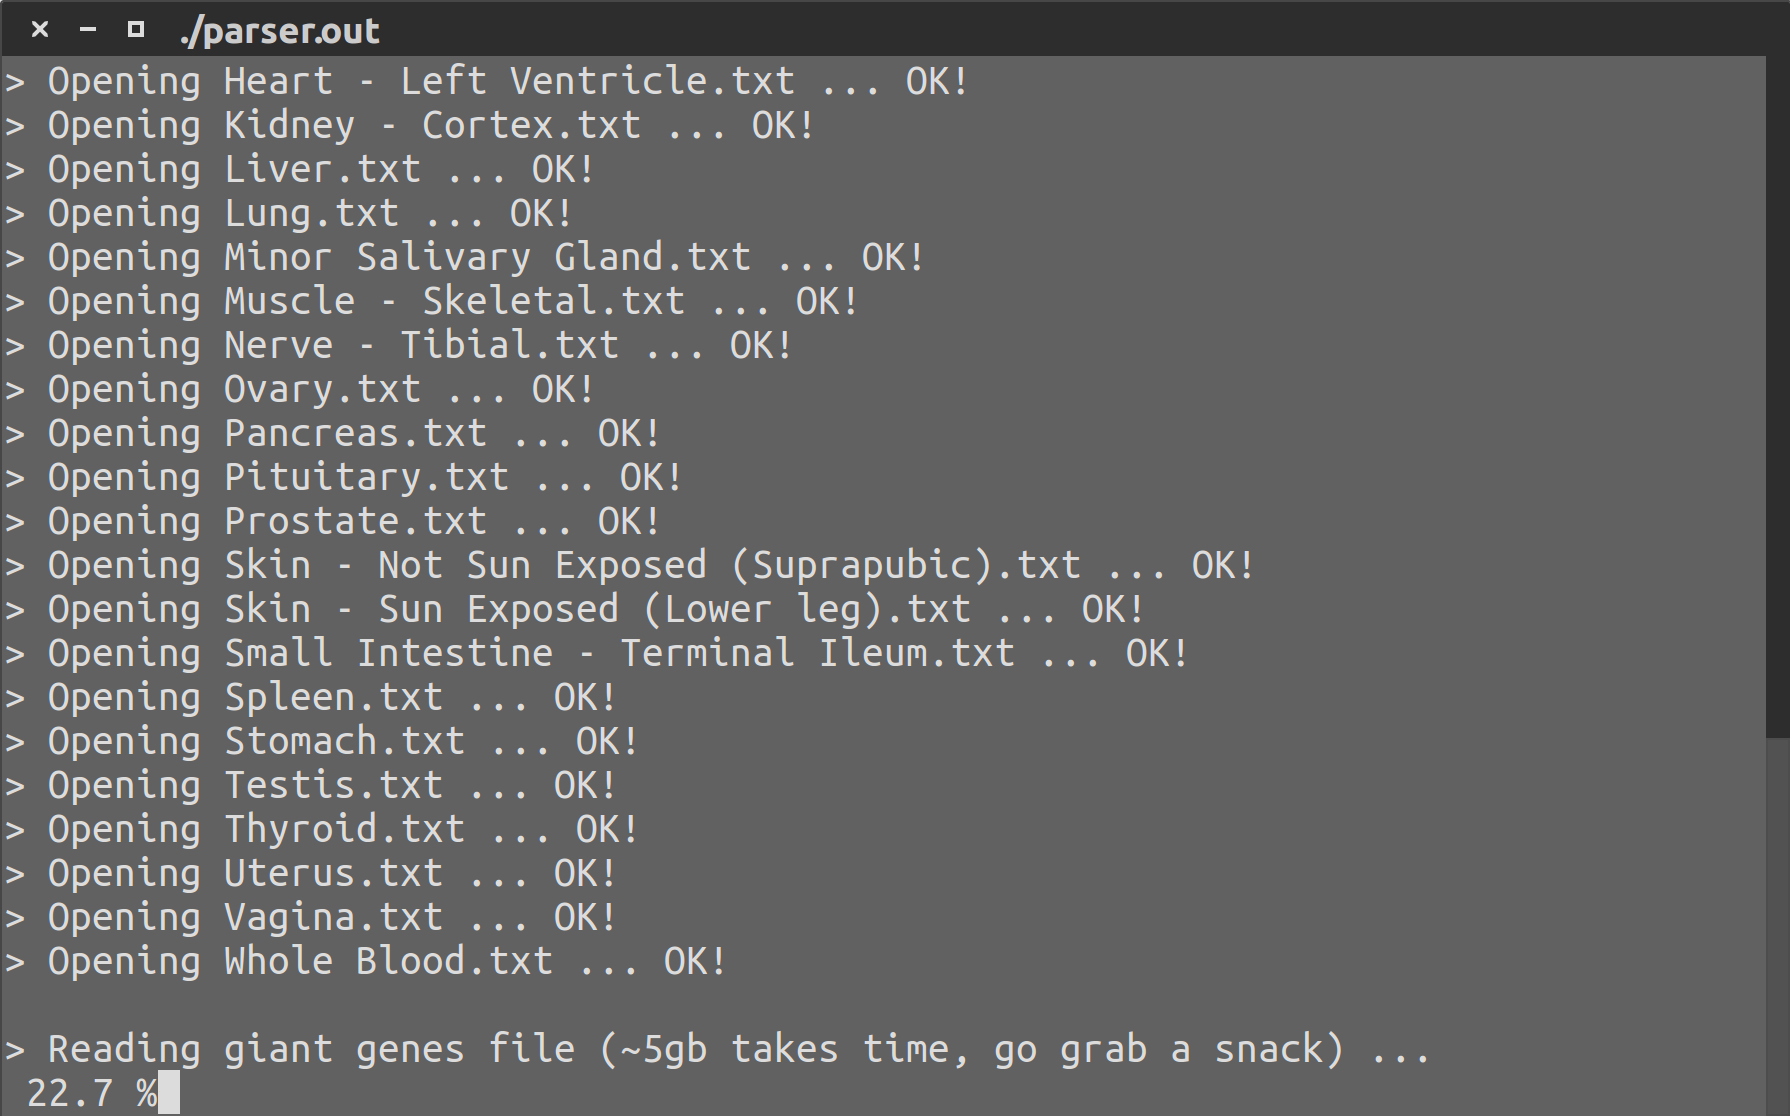 ./parser.out
> Opening Heart - Left Ventricle.txt ... OK!
> Opening Kidney - Cortex.txt ... OK!
> Opening Liver.txt ... OK!
> Opening Lung.txt ... OK!
> Opening Minor Salivary Gland.txt ... OK!
> Opening Muscle - Skeletal.txt ... OK!
> Opening Nerve - Tibial.txt ... OK!
> Opening Ovary.txt ... OK!
> Opening Pancreas.txt ... OK!
> Opening Pituitary.txt ... OK!
> Opening Prostate.txt ... OK!
> Opening Skin - Not Sun Exposed (Suprapubic).txt ... OK!
> Opening Skin - Sun Exposed (Lower leg).txt ... OK!
> Opening Small Intestine - Terminal Ileum.txt ... OK!
> Opening Spleen.txt ... OK!
> Opening Stomach.txt ... OK!
> Opening Testis.txt ... OK!
> Opening Thyroid.txt ... OK!
> Opening Uterus.txt ... OK!
> Opening Vagina.txt ... OK!
> Opening Whole Blood.txt ... OK!
> Reading giant genes file (~5gb takes time, go grab a snack) ...
22.7 %